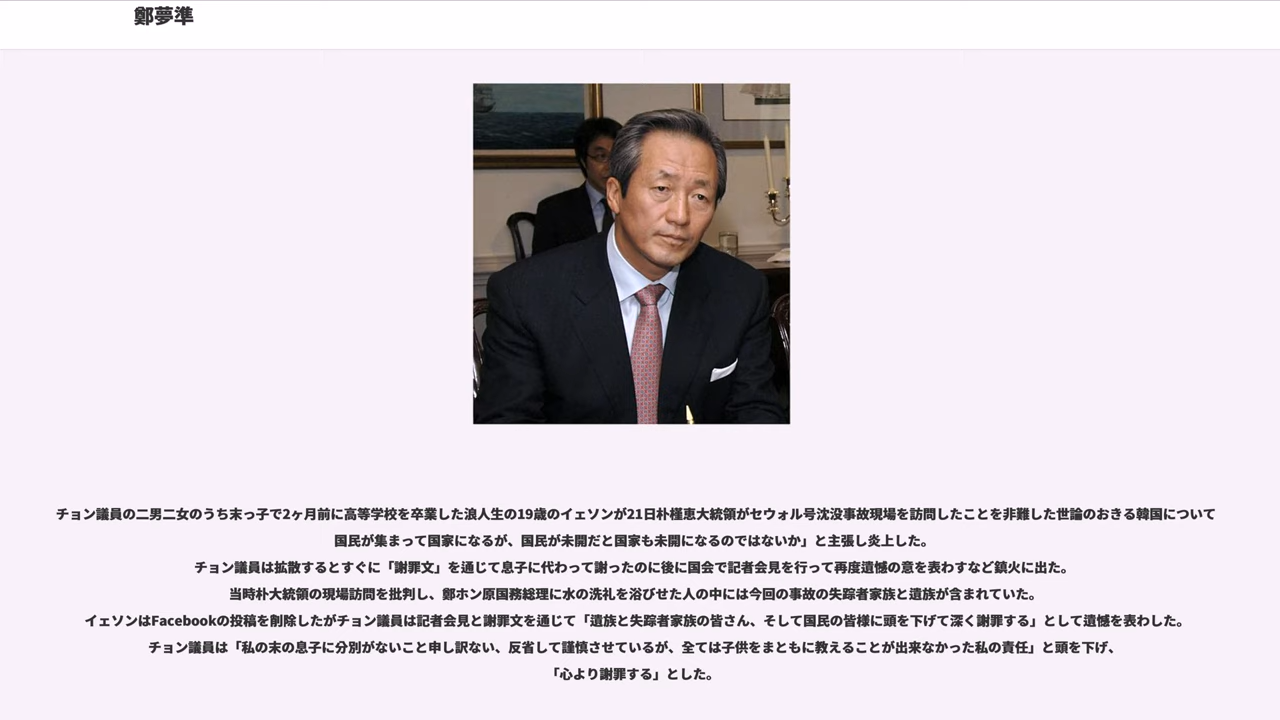 鄭夢準
チョン議員の二男二女のうち末っ子で2ヶ月前に高等学校を卒業した浪人生の19歳のイェソンが21日朴槿恵大統領がセウォル号沈没事故現場を訪問したことを非難した世論のおきる韓国について
国民が集まって国家になるが、国民が未開だと国家も未開になるのではないか」と主張し炎上した。
チョン議員は拡散するとすぐに「謝罪文」を通じて息子に代わって謝ったのに後に国会で記者会見を行って再度遺憾の意を表わすなど鎮火に出た。
当時朴大統領の現場訪問を批判し、鄭ホン原国務総理に水の洗礼を浴びせた人の中には今回の事故の失踪者家族と遺族が含まれていた。
イェソンはFacebookの投稿を削除したがチョン議員は記者会見と謝罪文を通じて「遺族と失踪者家族の皆さん、そして国民の皆様に頭を下げて深く謝罪する」として遺憾を表わした。
チョン議員は「私の末の息子に分別がないこと申し訳ない、反省して謹慎させているが、全ては子供をまともに教えることが出来なかった私の責任」と頭を下げ、
「心より謝罪する」とした。